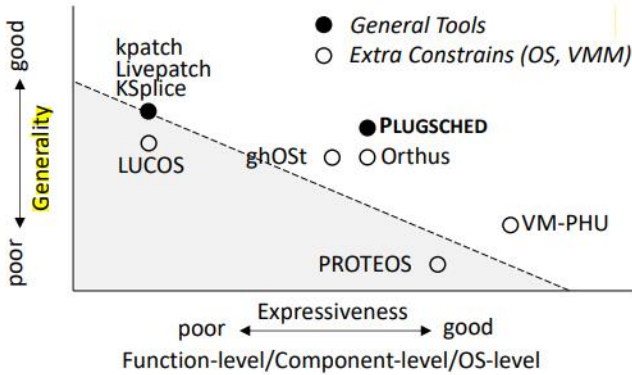 good
Generality
poor
kpatch
Livepatch
KSplice
LUCOS
General Tools
Extra Constrains (OS, VMM)
PLUGSCHED
ghOSt
Orthus
VM-PHU
PROTEOS
Expressiveness
poor
good
Function-level/Component-level/OS-level